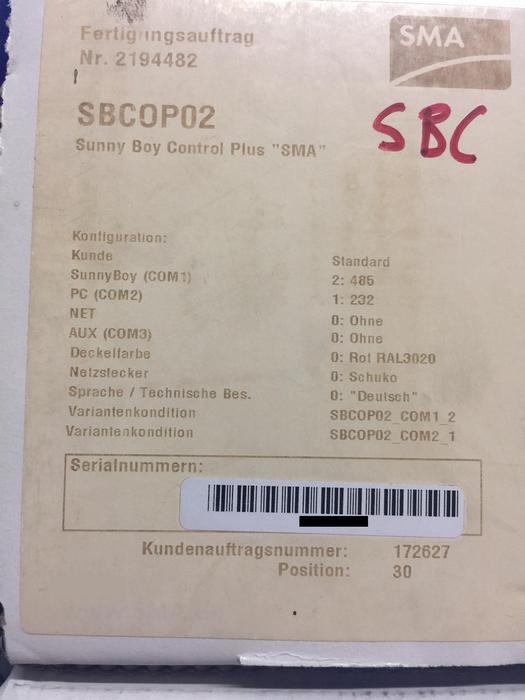 Fertigungsauftrag
Nr. 2194482
SMA
SBCOP02
SBC
Sunny Boy Control Plus "SMA"
Konfiguration:
Kunde Standard
SunnyBoy (COM1) 2: 485
PC (COM2) 1: 232
NET 0: Ohne
AUX (COM3) 0: Ohne
Deckelfarbe 0: Rot RAL3020
Netzstecker 0: Schuko
Sprache / Technische Bes. 0: "Deutsch"
Variantenkondition SBCOP02_COM1_2
Variantenkondition SBCOP02_COM2_1
Serialnummern:
Kundenauftragsnummer: 172627
Position: 30